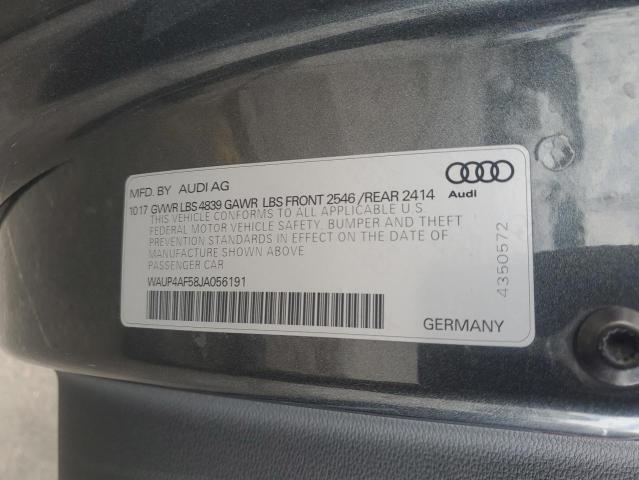 MFD. BY AUDI AG
10 17 GVWR LBS 4839 GAWR LBS FRONT 2546 / REAR 2414
THIS VEHICLE CONFORMS TO ALL APPLICABLE U S
FEDERAL MOTOR VEHICLE SAFETY, BUMPER AND THEFT
PREVENTION STANDARDS IN EFFECT ON THE DATE OF
MANUFACTURE SHOWN ABOVE
PASSENGER CAR
WAUP4AF58JA056191
Audi
4350572
GERMANY